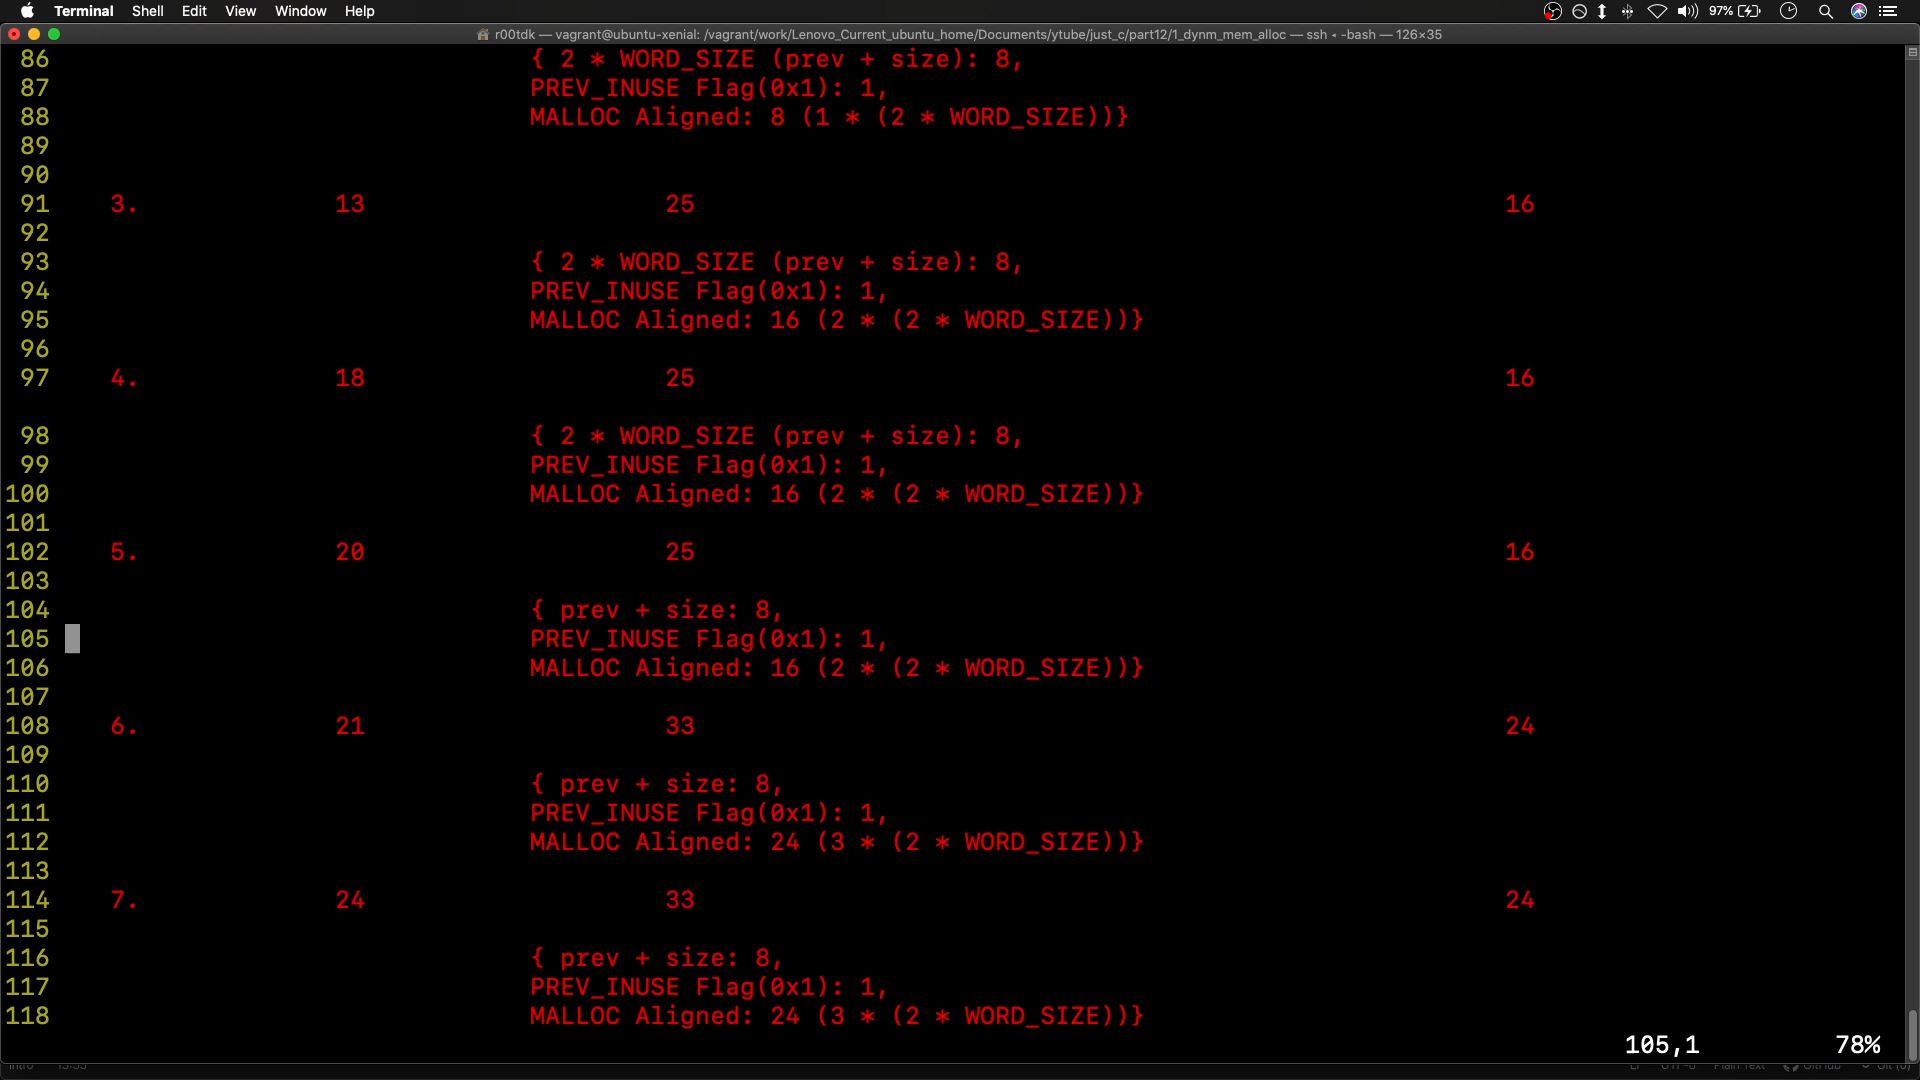 Terminal Shell Edit View Window Help 97%
r00tdk — vagrant@ubuntu-xenial: /vagrant/work/Lenovo_Current_ubuntu_home/Documents/ytube/just_c/part12/1_dynm_mem_alloc — ssh ◂ -bash — 126×35
86 { 2 * WORD_SIZE (prev + size): 8,
87 PREV_INUSE Flag(0x1): 1,
88 MALLOC Aligned: 8 (1 * (2 * WORD_SIZE))}
89
90
91 3. 13 25 16
92
93 { 2 * WORD_SIZE (prev + size): 8,
94 PREV_INUSE Flag(0x1): 1,
95 MALLOC Aligned: 16 (2 * (2 * WORD_SIZE))}
96
97 4. 18 25 16
98 { 2 * WORD_SIZE (prev + size): 8,
99 PREV_INUSE Flag(0x1): 1,
100 MALLOC Aligned: 16 (2 * (2 * WORD_SIZE))}
101
102 5. 20 25 16
103
104 { prev + size: 8,
105 PREV_INUSE Flag(0x1): 1,
106 MALLOC Aligned: 16 (2 * (2 * WORD_SIZE))}
107
108 6. 21 33 24
109
110 { prev + size: 8,
111 PREV_INUSE Flag(0x1): 1,
112 MALLOC Aligned: 24 (3 * (2 * WORD_SIZE))}
113
114 7. 24 33 24
115
116 { prev + size: 8,
117 PREV_INUSE Flag(0x1): 1,
118 MALLOC Aligned: 24 (3 * (2 * WORD_SIZE))}
105,1 78%